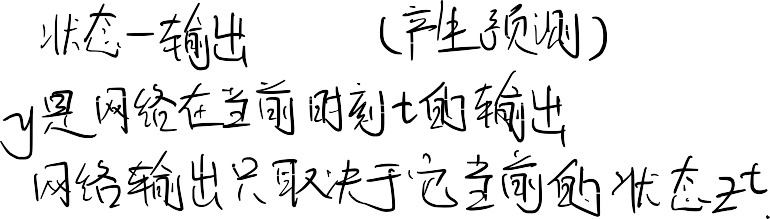 状态一输出 (产生预测)
y是网络在当前时刻t的输出
网络输出只取决于它当前的状态z^t.